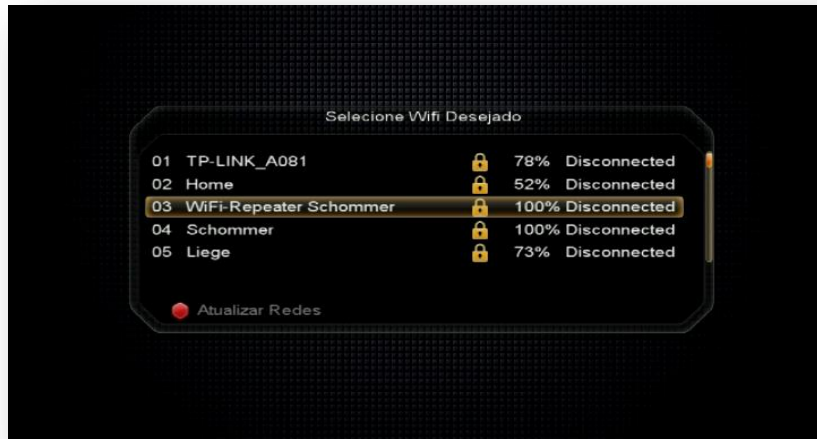 Selecione Wifi Desejado
01 TP-LINK_A081 78% Disconnected
02 Home 52% Disconnected
03 WiFi-Repeater Schommer 100% Disconnected
04 Schommer 100% Disconnected
05 Liege 73% Disconnected
Atualizar Redes